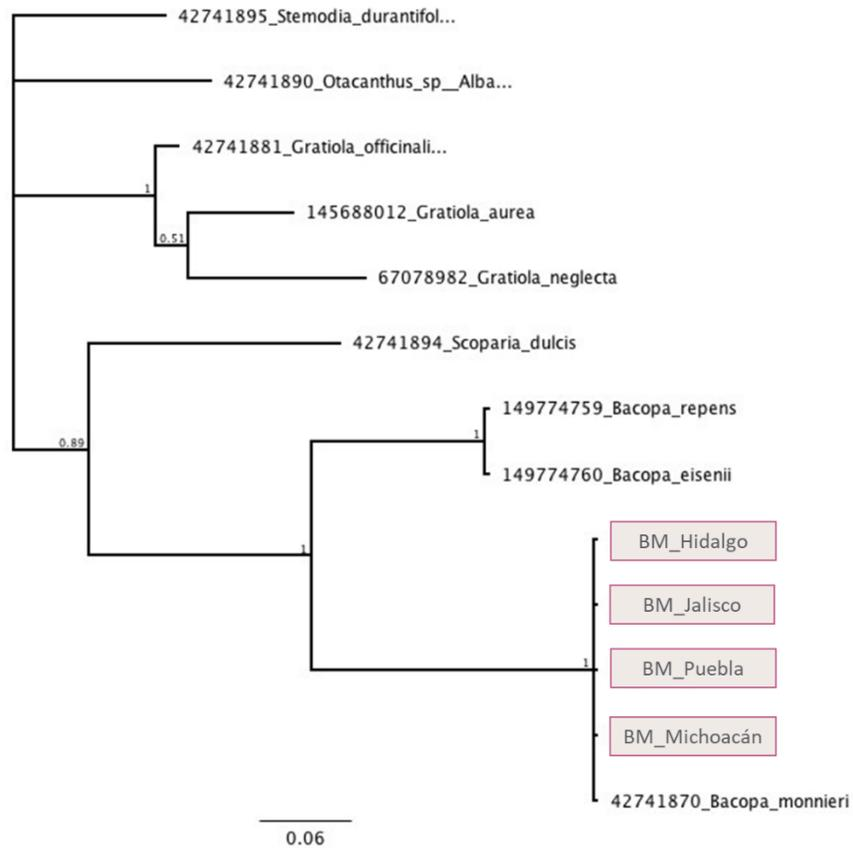 42741895_Stemodia_durantifol...
42741890_Otacanthus_sp__Alba...
42741881_Gratiola_officinali...
1
145688012_Gratiola_aurea
0.51
67078982_Gratiola_neglecta
42741894_Scoparia_dulcis
149774759_Bacopa_repens
1
0.89
149774760_Bacopa_eisenii
BM_Hidalgo
1
BM_Jalisco
1
BM_Puebla
BM_Michoacán
42741870_Bacopa_monnieri
0.06